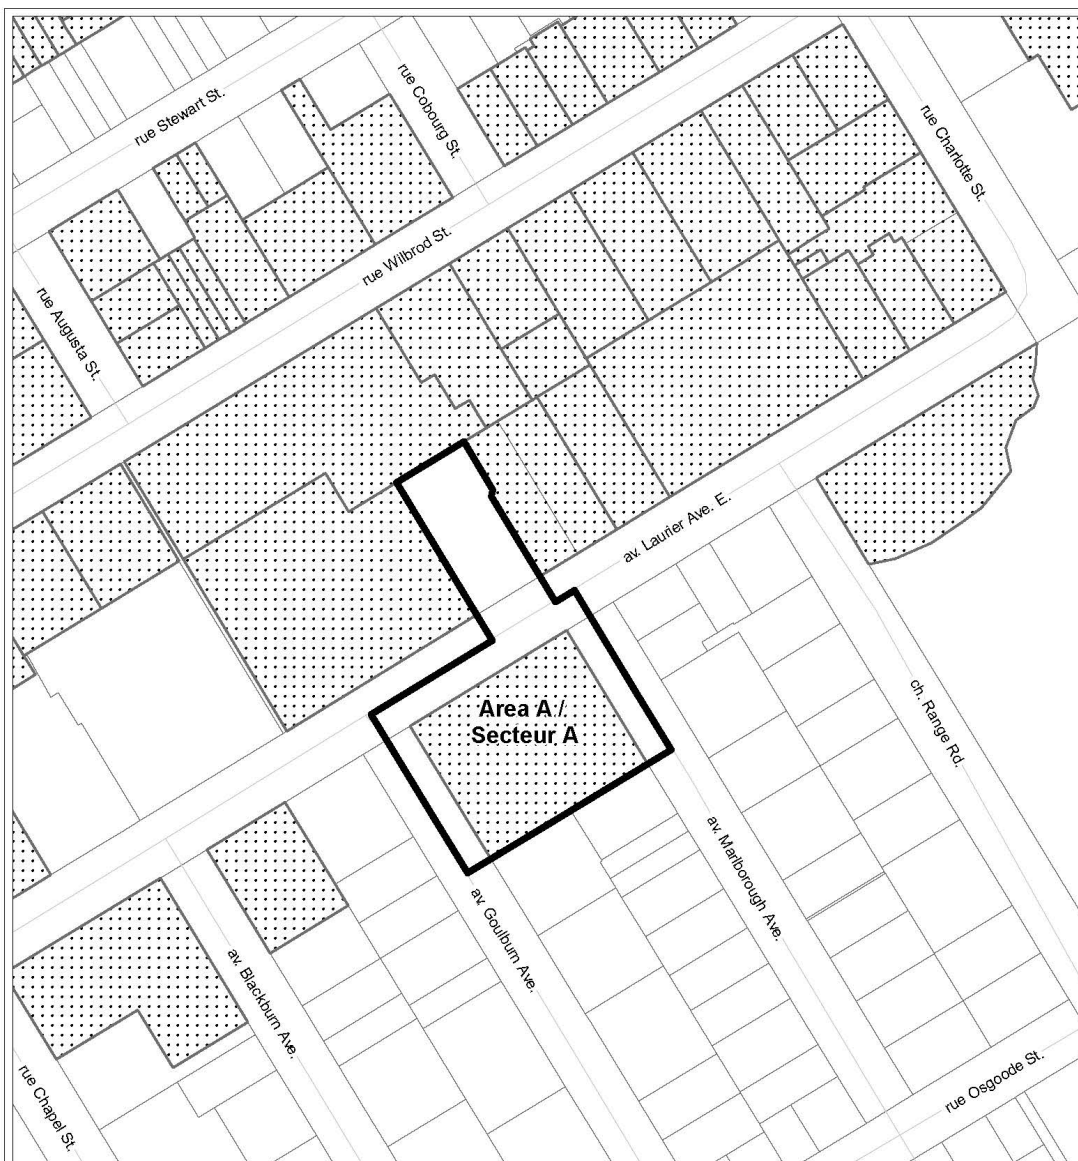 rue Stewart St.
rue Cobourg St.
rue Charlotte St.
rue Wilbrod St.
rue Augusta St.
av. Laurier Ave. E.
Area A /
Secteur A
ch. Range Rd.
av. Marlborough Ave.
av. Goulburn Ave.
av. Blackburn Ave.
rue Chapel St.
rue Osgoode St.